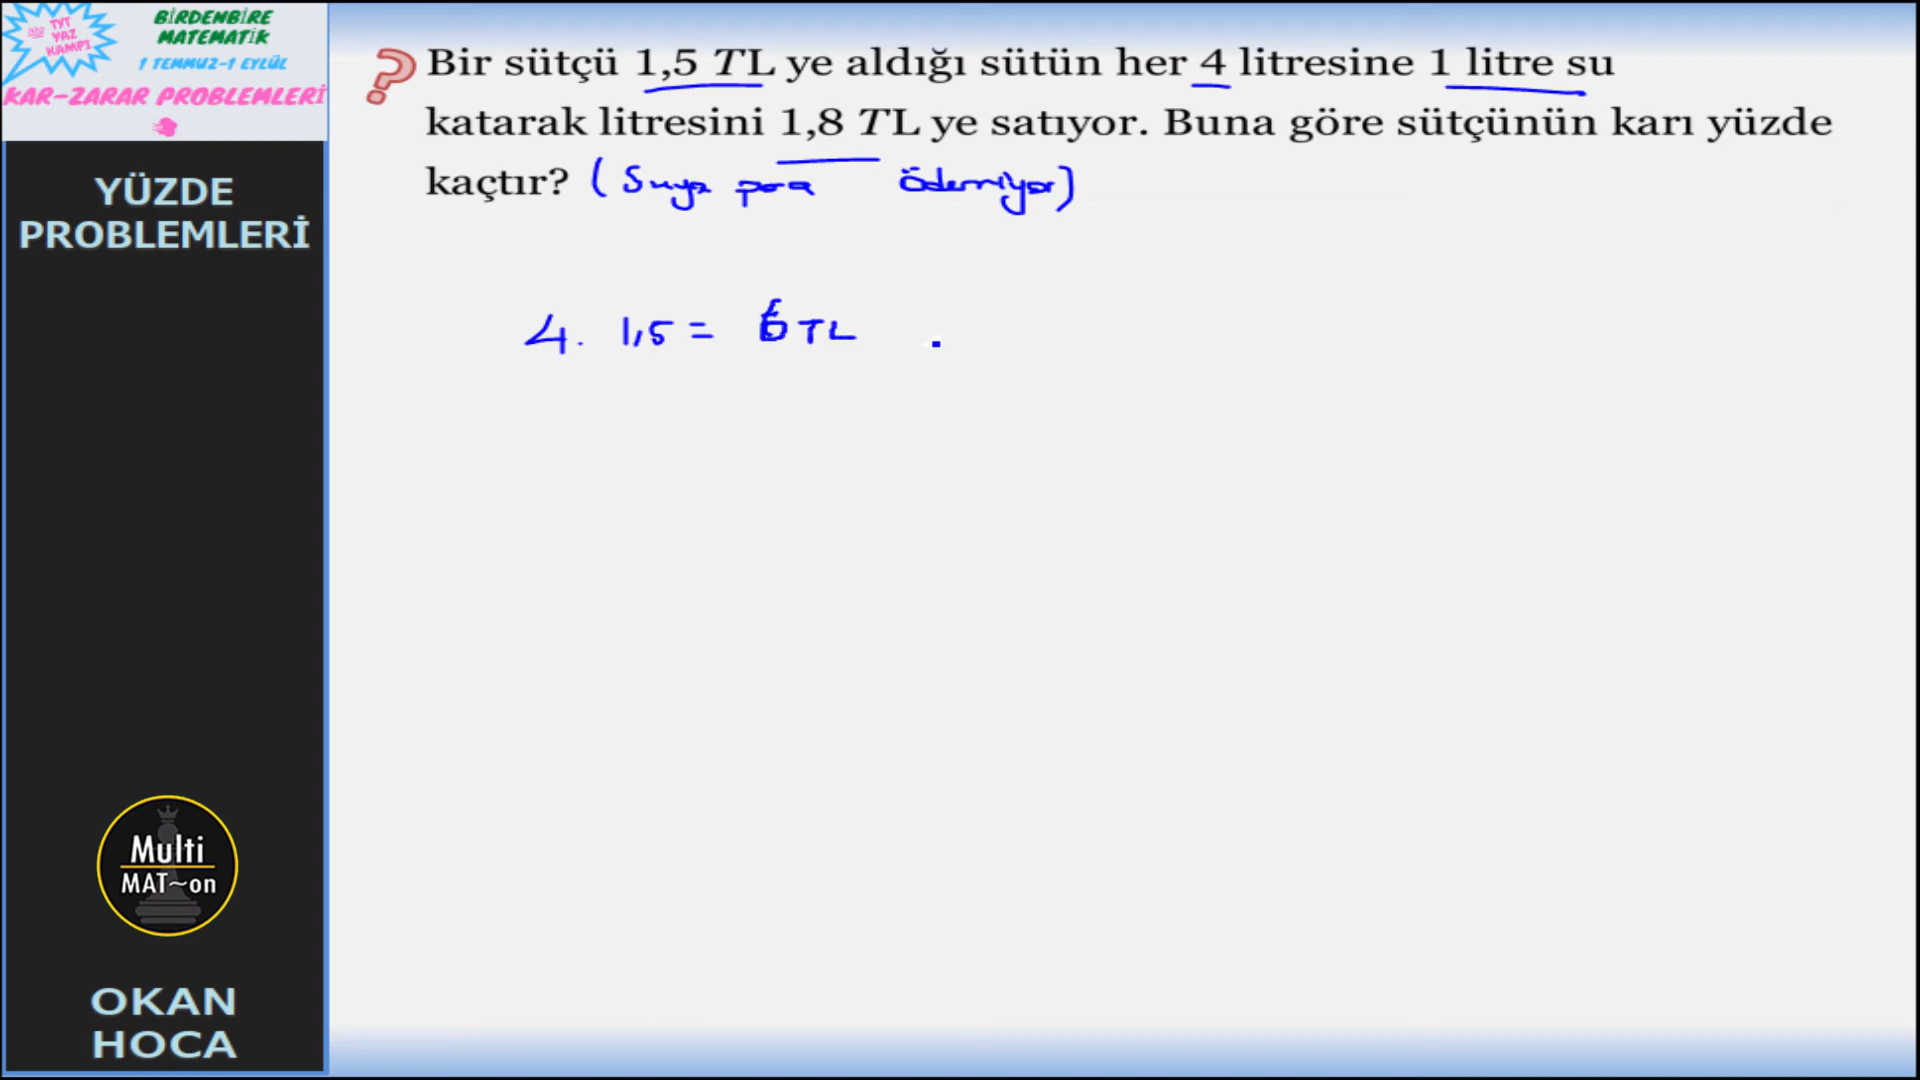 TYT
YAZ
KAMPI
BİRDENBİRE
MATEMATİK
1 TEMMUZ-1 EYLÜL
KAR-ZARAR PROBLEMLERİ
YÜZDE
PROBLEMLERİ
Bir sütçü 1,5 TL ye aldığı sütün her 4 litresine 1 litre su
katarak litresini 1,8 TL ye satıyor. Buna göre sütçünün karı yüzde
kaçtır? (Suya para ödemiyor)
4. 1,5 = 6 TL
Multi
MAT~on
OKAN
HOCA